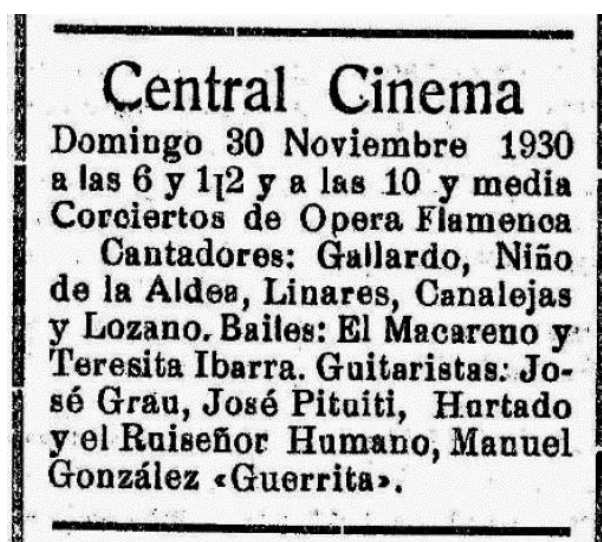 Central Cinema
Domingo 30 Noviembre 1930
a las 6 y 1¡2 y a las 10 y media
Corciertos de Opera Flamenca
Cantadores: Gallardo, Niño
de la Aldea, Linares, Canalejas
y Lozano. Bailes: El Macareno y
Teresita Ibarra. Guitaristas: Jo-
sé Grau, José Pituiti, Hurtado
y el Ruiseñor Humano, Manuel
González «Guerrita».